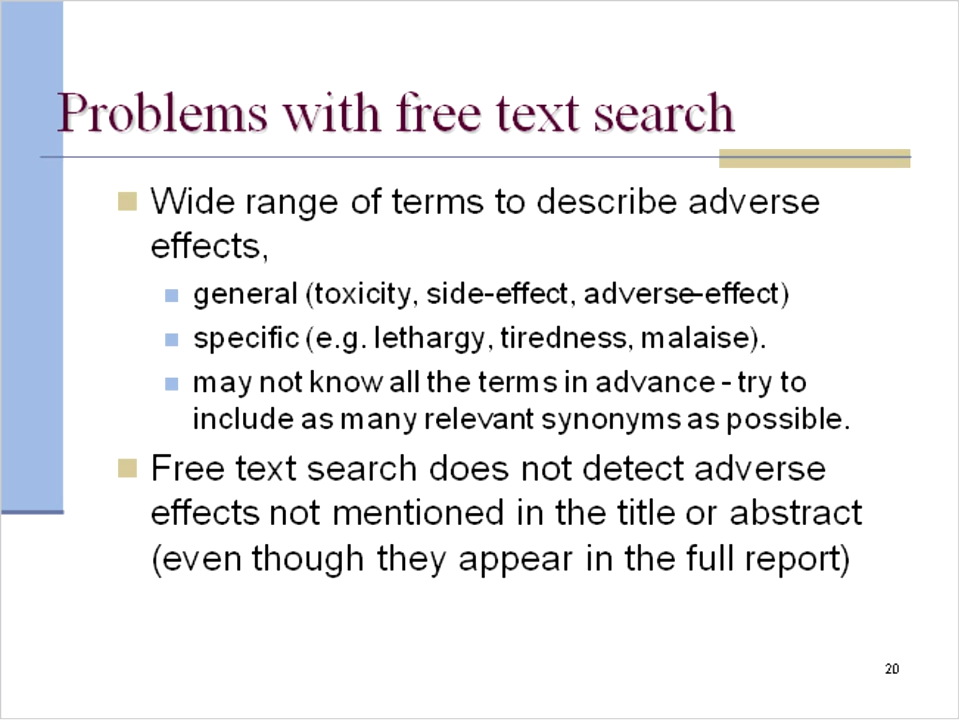 Problems with free text search
Wide range of terms to describe adverse
effects,
general (toxicity, side-effect, adverse-effect)
specific (e.g. lethargy, tiredness, malaise).
may not know all the terms in advance - try to
include as many relevant synonyms as possible.
Free text search does not detect adverse
effects not mentioned in the title or abstract
(even though they appear in the full report)
20